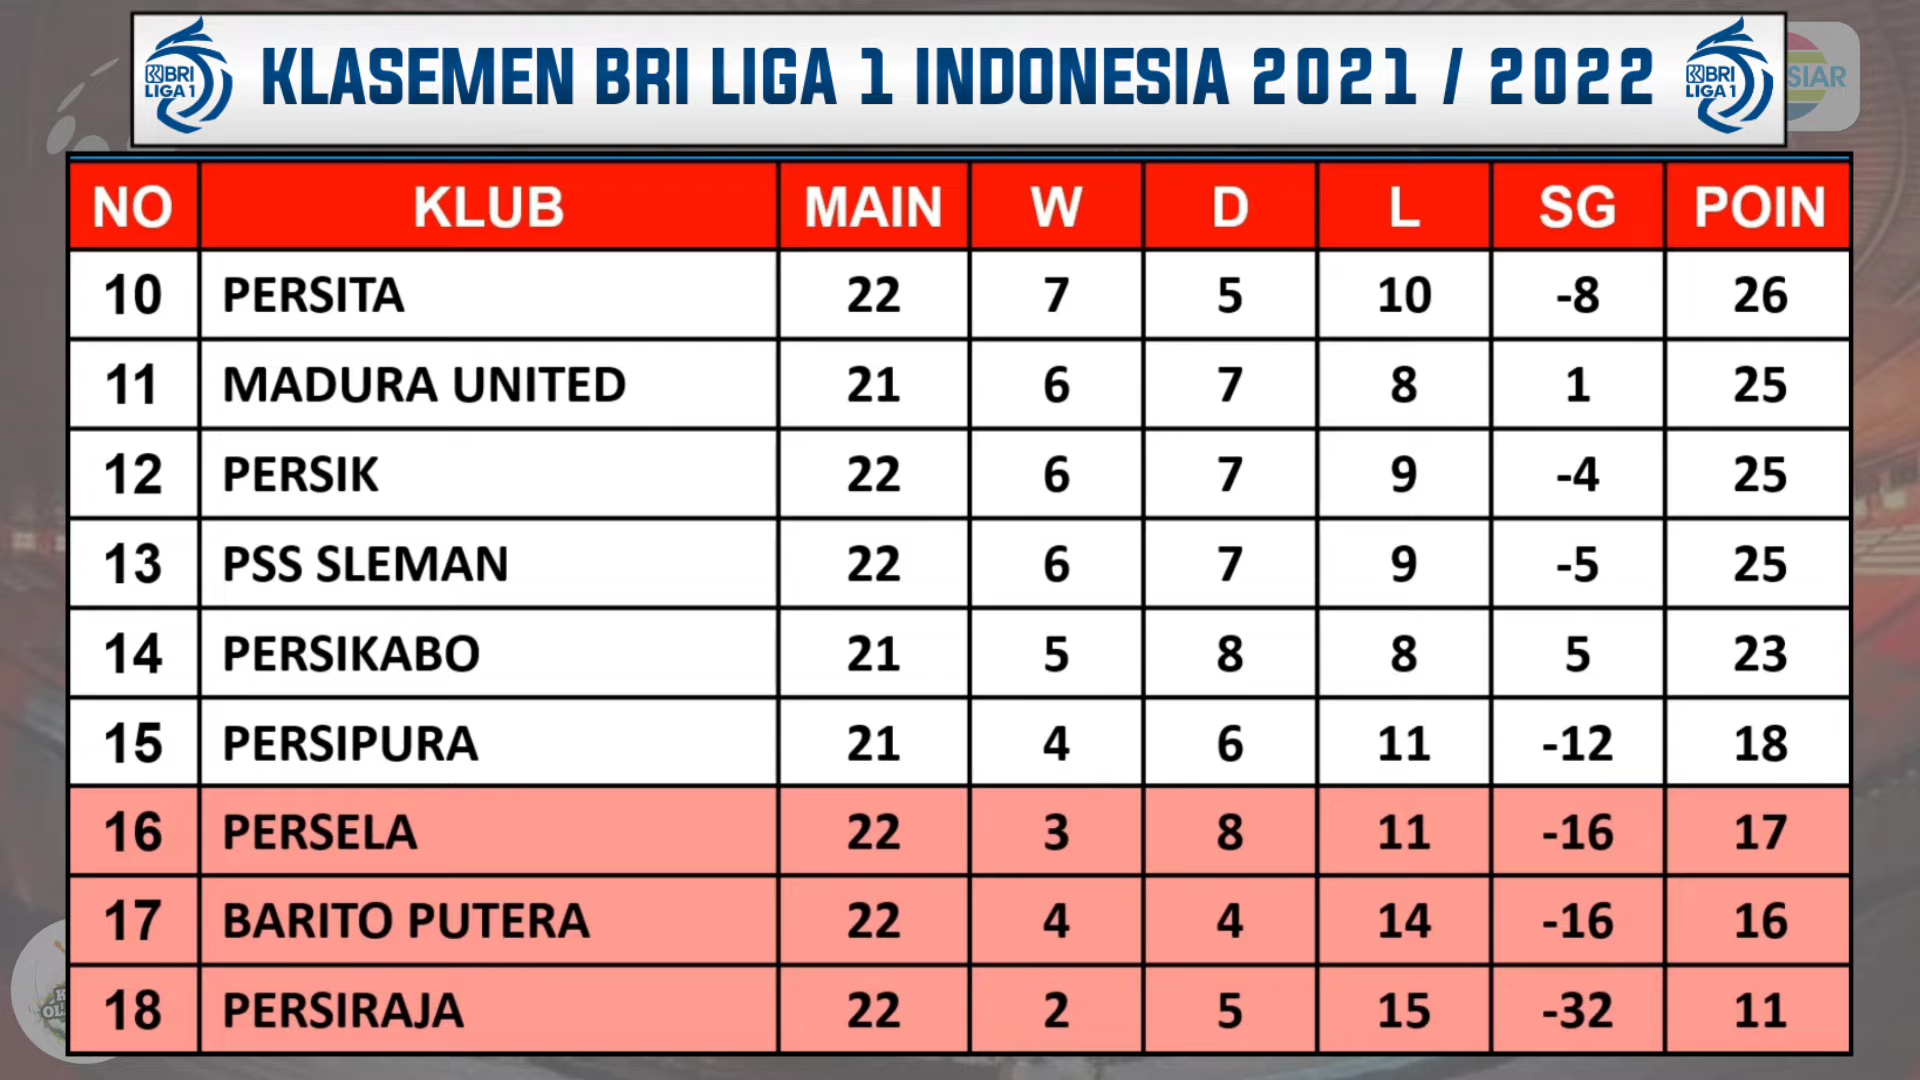 BRI
LIGA 1
KLASEMEN BRI LIGA 1 INDONESIA 2021 / 2022
BRI
LIGA 1
SIAR
NO KLUB MAIN W D L SG POIN
10 PERSITA 22 7 5 10 -8 26
11 MADURA UNITED 21 6 7 8 1 25
12 PERSIK 22 6 7 9 -4 25
13 PSS SLEMAN 22 6 7 9 -5 25
14 PERSIKABO 21 5 8 8 5 23
15 PERSIPURA 21 4 6 11 -12 18
16 PERSELA 22 3 8 11 -16 17
17 BARITO PUTERA 22 4 4 14 -16 16
18 PERSIRAJA 22 2 5 15 -32 11